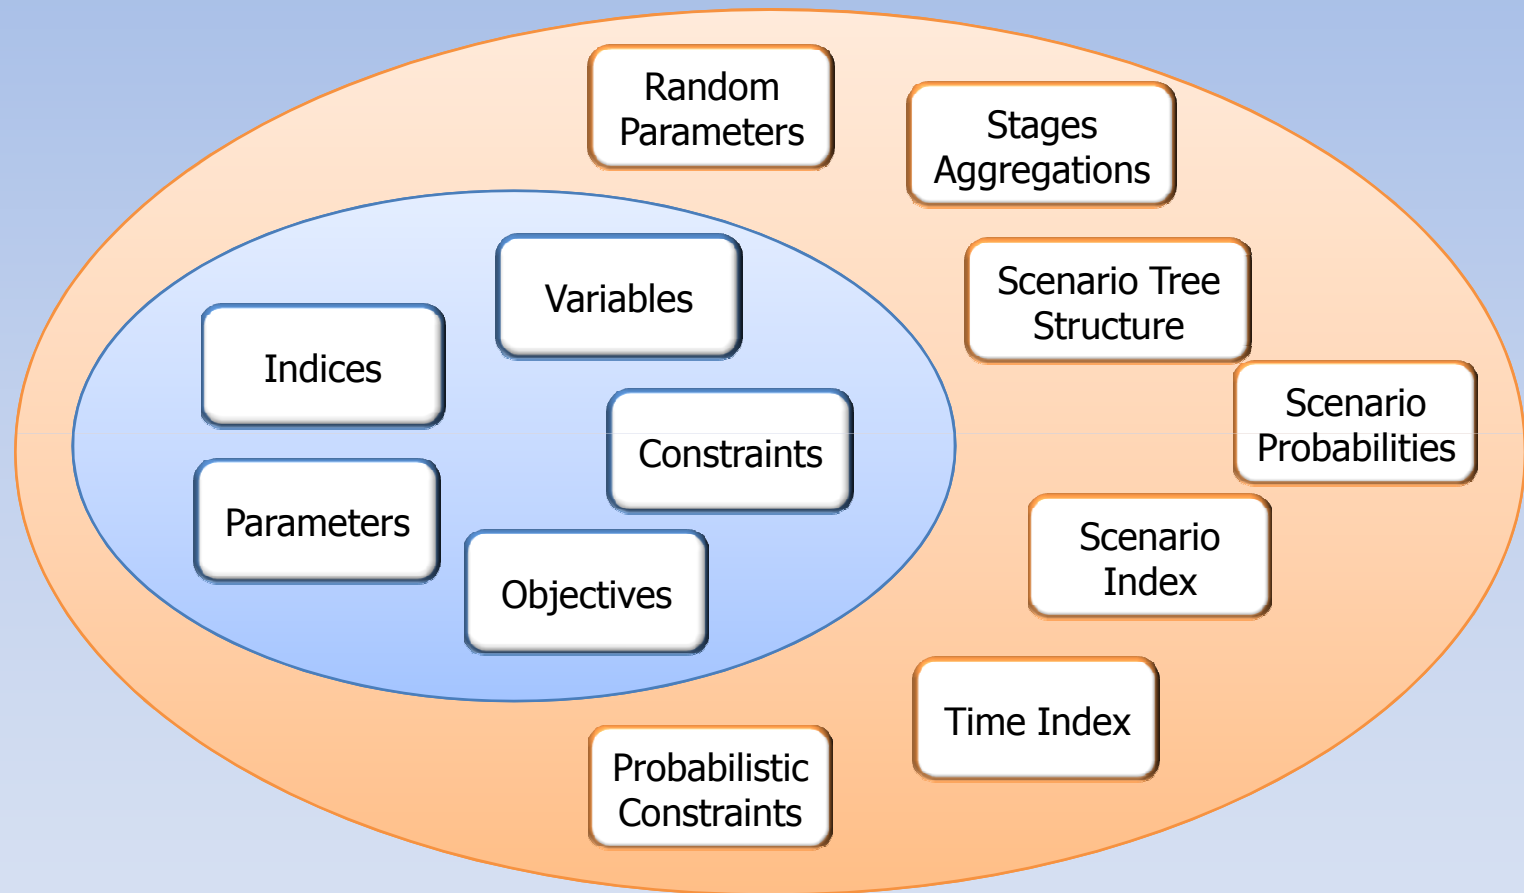 Random
Parameters
Stages
Aggregations
Variables
Scenario Tree
Structure
Indices
Scenario
Probabilities
Constraints
Parameters
Scenario
Index
Objectives
Time Index
Probabilistic
Constraints